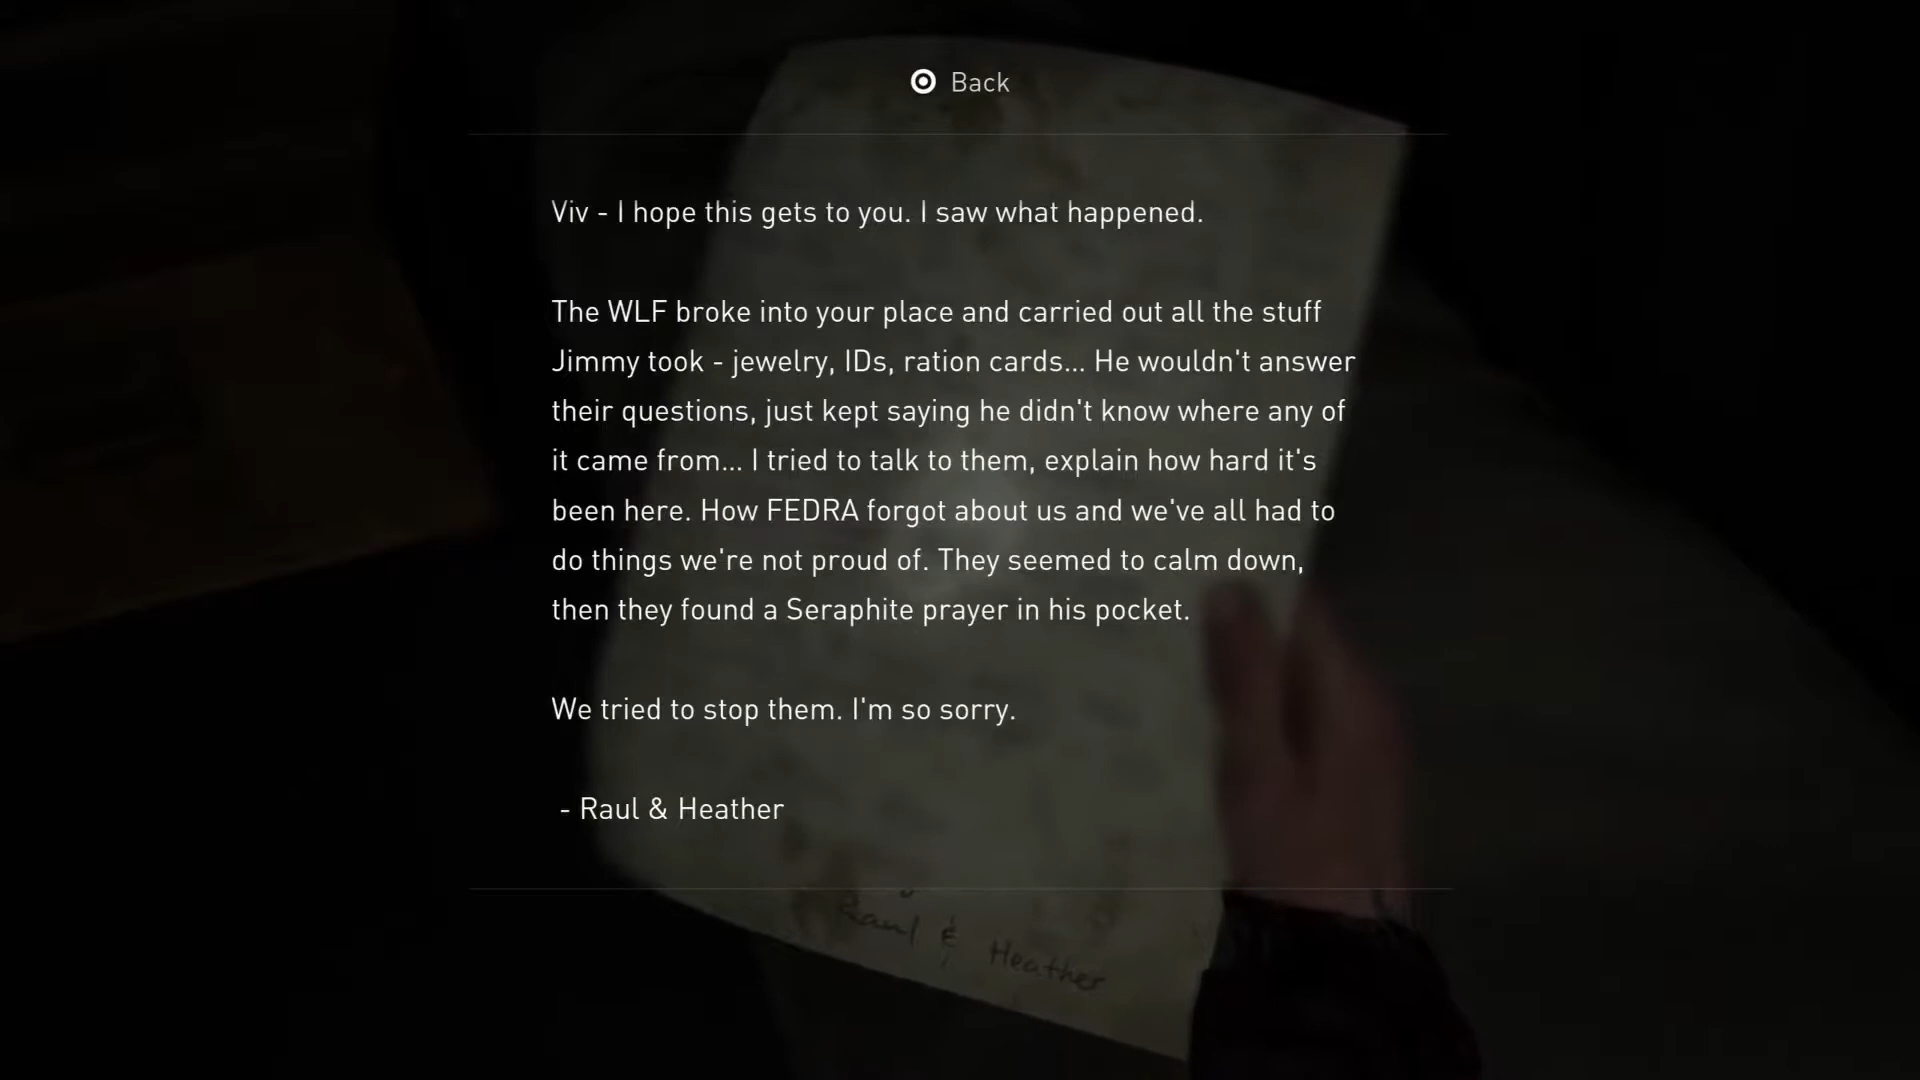 Back
Viv - I hope this gets to you. I saw what happened.
The WLF broke into your place and carried out all the stuff
Jimmy took - jewelry, IDs, ration cards... He wouldn't answer
their questions, just kept saying he didn't know where any of
it came from... I tried to talk to them, explain how hard it's
been here. How FEDRA forgot about us and we've all had to
do things we're not proud of. They seemed to calm down,
then they found a Seraphite prayer in his pocket.
We tried to stop them. I'm so sorry.
- Raul & Heather
Raul & Heather